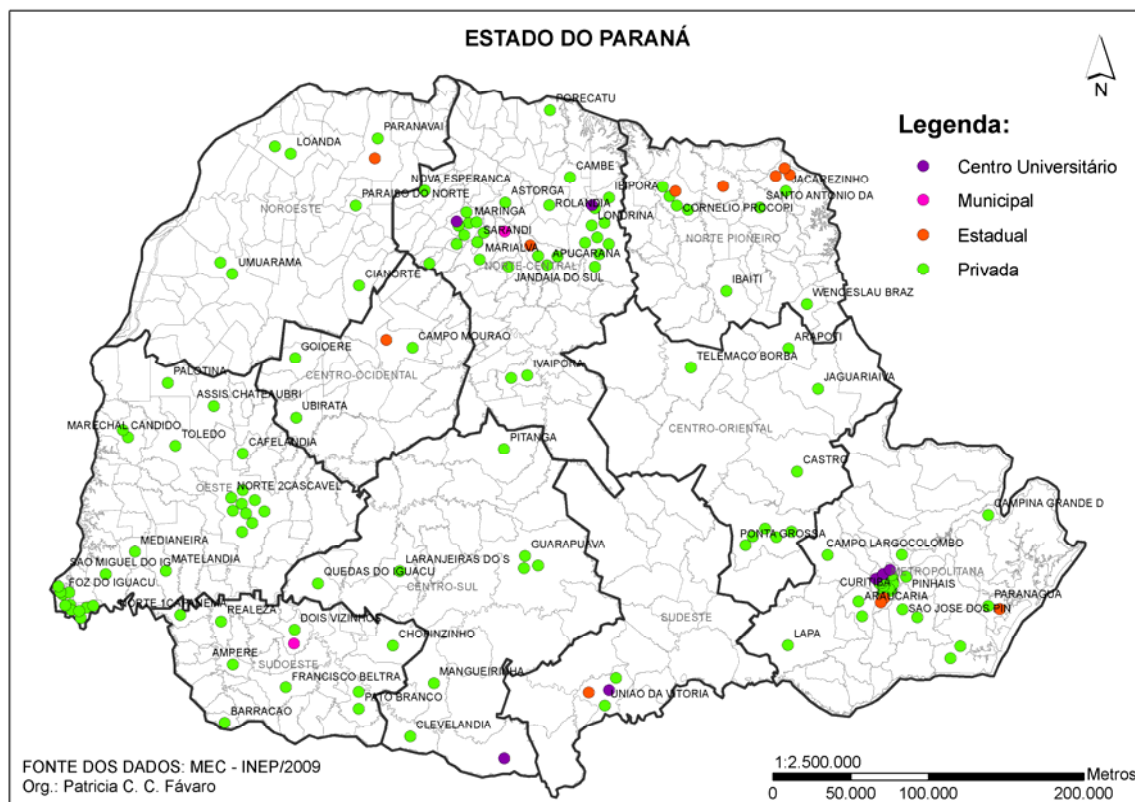 ESTADO DO PARANÁ
N
Legenda:
Centro Universitário
Municipal
Estadual
Privada
PORECATU
PARANAVAI
LOANDA
CAMBE
NOVA ESPERANCA
ASTORGA
IBIPORA
JACAREZINHO
PARAISO DO NORTE
ROLANDIA
SANTO ANTONIO DA
NOROESTE
MARINGA
LONDRINA
CORNELIO PROCOPI
SARANDI
NORTE PIONEIRO
MARIALVA
APUCARANA
UMUARAMA
NORTE-CENTRAL
CIANORTE
JANDAIA DO SUL
IBAITI
WENCESLAU BRAZ
CAMPO MOURAO
ARAPOTI
GOIOERE
TELEMACO BORBA
PALOTINA
CENTRO-OCIDENTAL
IVAIPORA
JAGUARIAIVA
ASSIS CHATEAUBRI
UBIRATA
MARECHAL CANDIDO
TOLEDO
CENTRO-ORIENTAL
CAFELANDIA
PITANGA
CASTRO
OESTE
NORTE 2CASCAVEL
CAMPINA GRANDE D
PONTA GROSSA
MEDIANEIRA
GUARAPUAVA
CAMPO LARGOCOLOMBO
SAO MIGUEL DO IG
MATELANDIA
LARANJEIRAS DO S
METROPOLITANA
FOZ DO IGUACU
QUEDAS DO IGUACU
CENTRO-SUL
CURITIBA
PINHAIS
ARAUCARIA
PARANAGUA
REALEZA
SAO JOSE DOS PIN
DOIS VIZINHOS
SUDESTE
CHOPINZINHO
LAPA
AMPERE
SUDOESTE
MANGUEIRINHA
FRANCISCO BELTRA
PATO BRANCO
UNIAO DA VITORIA
BARRACAO
CLEVELANDIA
FONTE DOS DADOS: MEC - INEP/2009
Org.: Patricia C. C. Fávaro
1:2.500.000
Metros
0 50.000 100.000 200.000